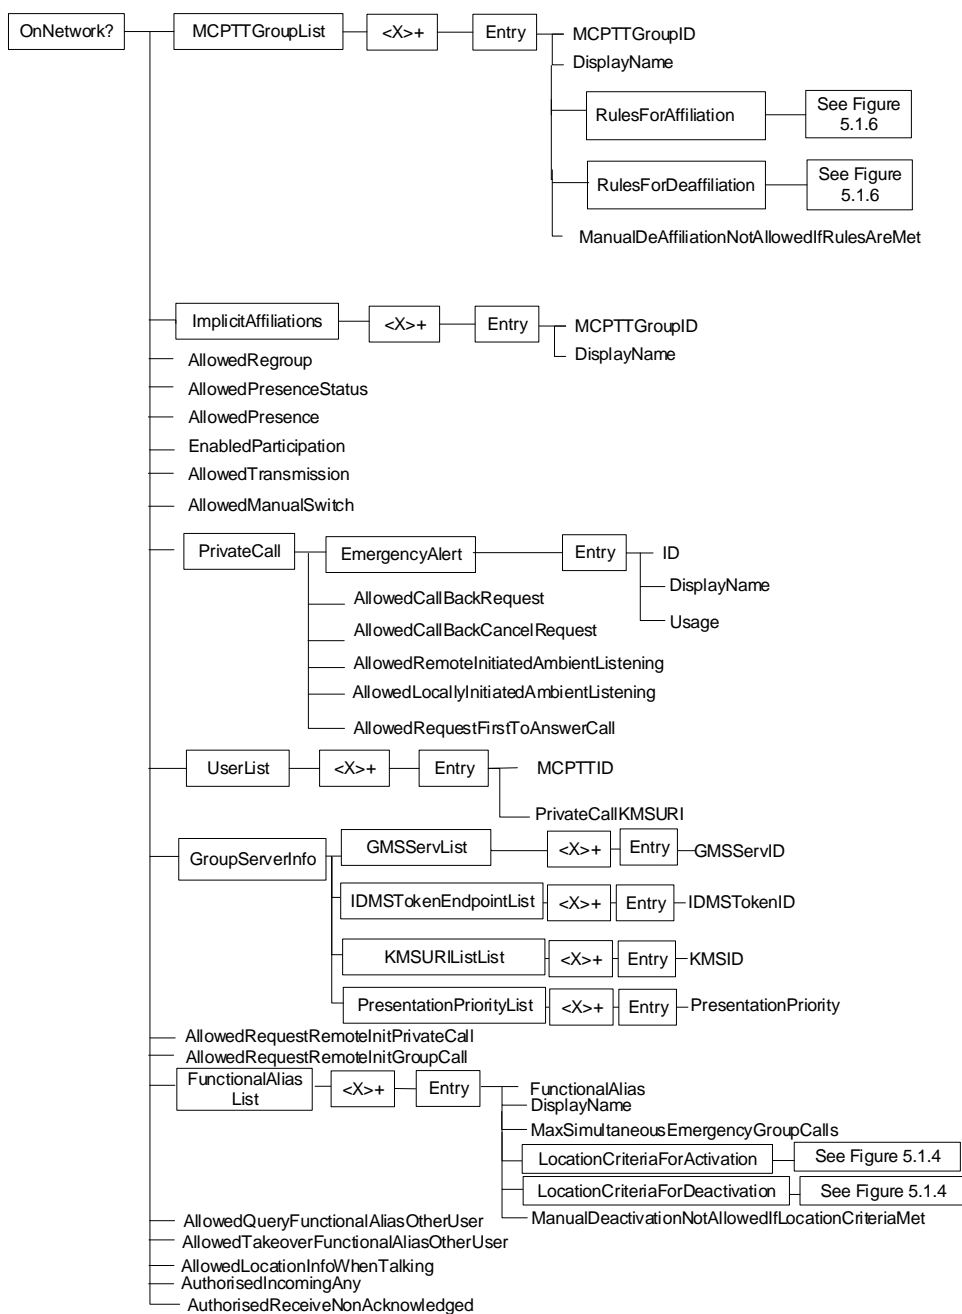 OnNetwork?
MCPTTGroupList
<X>+
Entry
MCPTTGroupID
DisplayName
RulesForAffiliation
See Figure
5.1.6
RulesForDeaffiliation
See Figure
5.1.6
ManualDeAffiliationNotAllowedIfRulesAreMet
ImplicitAffiliations
<X>+
Entry
MCPTTGroupID
DisplayName
AllowedRegroup
AllowedPresenceStatus
AllowedPresence
EnabledParticipation
AllowedTransmission
AllowedManualSwitch
PrivateCall
EmergencyAlert
Entry
ID
DisplayName
Usage
AllowedCallBackRequest
AllowedCallBackCancelRequest
AllowedRemoteInitiatedAmbientListening
AllowedLocallyInitiatedAmbientListening
AllowedRequestFirstToAnswerCall
UserList
<X>+
Entry
MCPTTID
PrivateCallKMSURI
GroupServerInfo
GMSServList
<X>+
Entry
GMSServID
IDMSTokenEndpointList
<X>+
Entry
IDMSTokenID
KMSURIListList
<X>+
Entry
KMSID
PresentationPriorityList
<X>+
Entry
PresentationPriority
AllowedRequestRemoteInitPrivateCall
AllowedRequestRemoteInitGroupCall
FunctionalAlias
List
<X>+
Entry
FunctionalAlias
DisplayName
MaxSimultaneousEmergencyGroupCalls
LocationCriteriaForActivation
See Figure 5.1.4
LocationCriteriaForDeactivation
See Figure 5.1.4
ManualDeactivationNotAllowedIfLocationCriteriaMet
AllowedQueryFunctionalAliasOtherUser
AllowedTakeoverFunctionalAliasOtherUser
AllowedLocationInfoWhenTalking
AuthorisedIncomingAny
AuthorisedReceiveNonAcknowledged